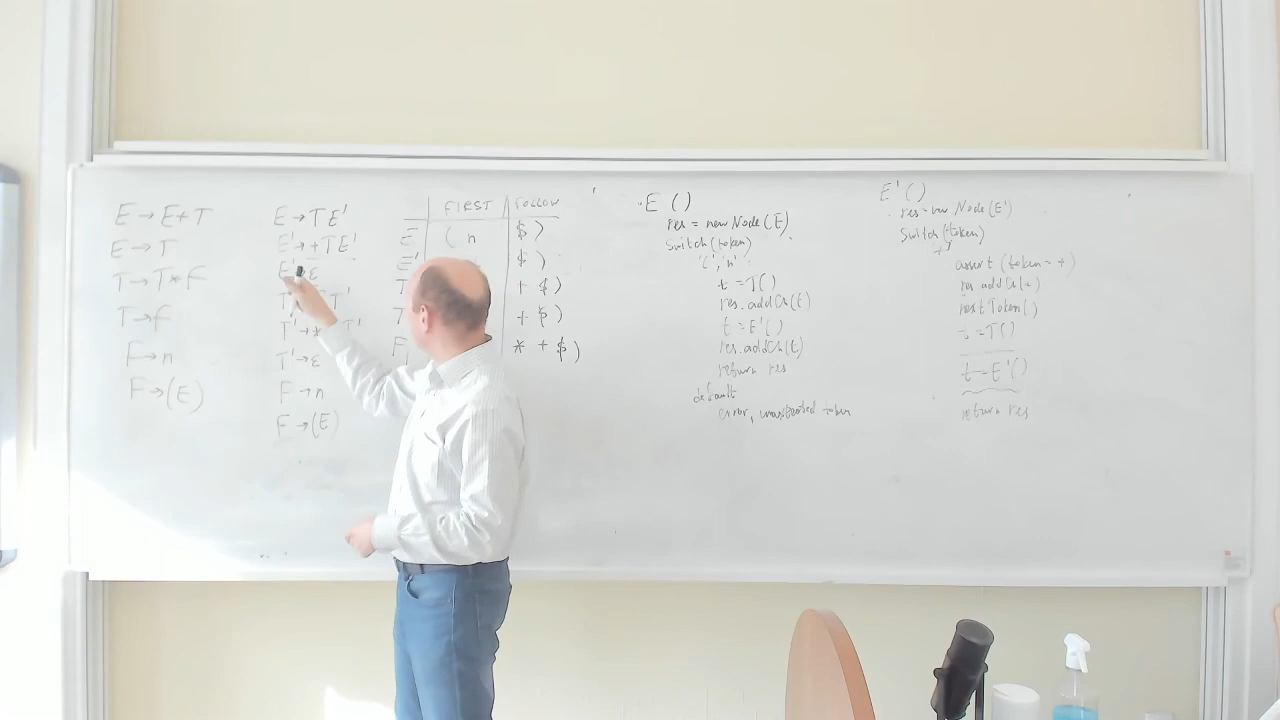 E → E+T
E → T
T → T*F
T → F
F → n
F → (E)
E → TE'
E' → +TE'
E' → ε
T' → * T'
T' → ε
F → n
F → (E)
FIRST FOLLOW
E ( n $ )
E' $ )
T + $ )
+ $ )
F * + $ )
E ()
res = new Node(E)
switch(token)
'(', 'n'
t = T()
res.addCh(t)
t = E'()
res.addCh(t)
return res
default
error, token
E' ()
res = new Node(E')
switch(token)
'+'
assert (token = +)
res addCh(+)
nextToken()
t = T()
t = E'()
return res